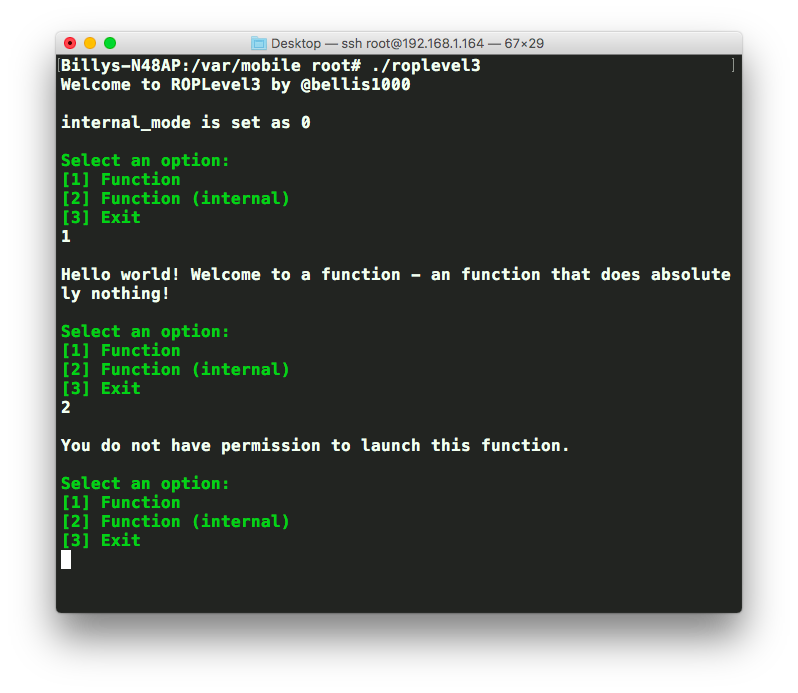 Desktop — ssh root@192.168.1.164 — 67×29
[Billys-N48AP:/var/mobile root# ./roplevel3 ]
Welcome to ROPLevel3 by @bellis1000
internal_mode is set as 0
Select an option:
[1] Function
[2] Function (internal)
[3] Exit
1
Hello world! Welcome to a function - an function that does absolute
ly nothing!
Select an option:
[1] Function
[2] Function (internal)
[3] Exit
2
You do not have permission to launch this function.
Select an option:
[1] Function
[2] Function (internal)
[3] Exit